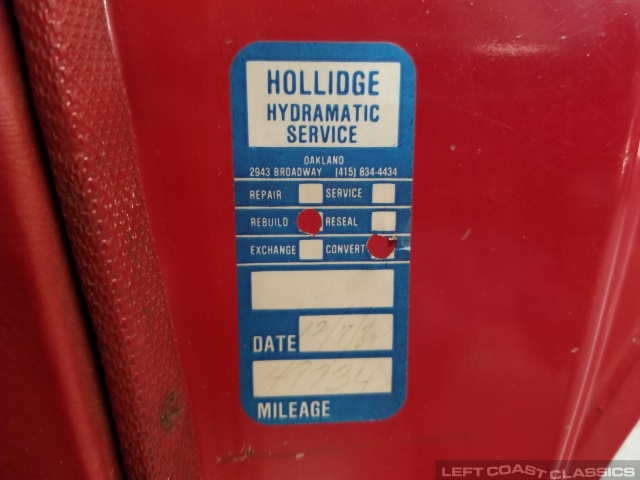 HOLLIDGE
HYDRAMATIC
SERVICE
OAKLAND
2943 BROADWAY (415) 834-4434
REPAIR SERVICE
REBUILD RESEAL
EXCHANGE CONVERT
DATE
MILEAGE
LEFT COAST CLASSICS